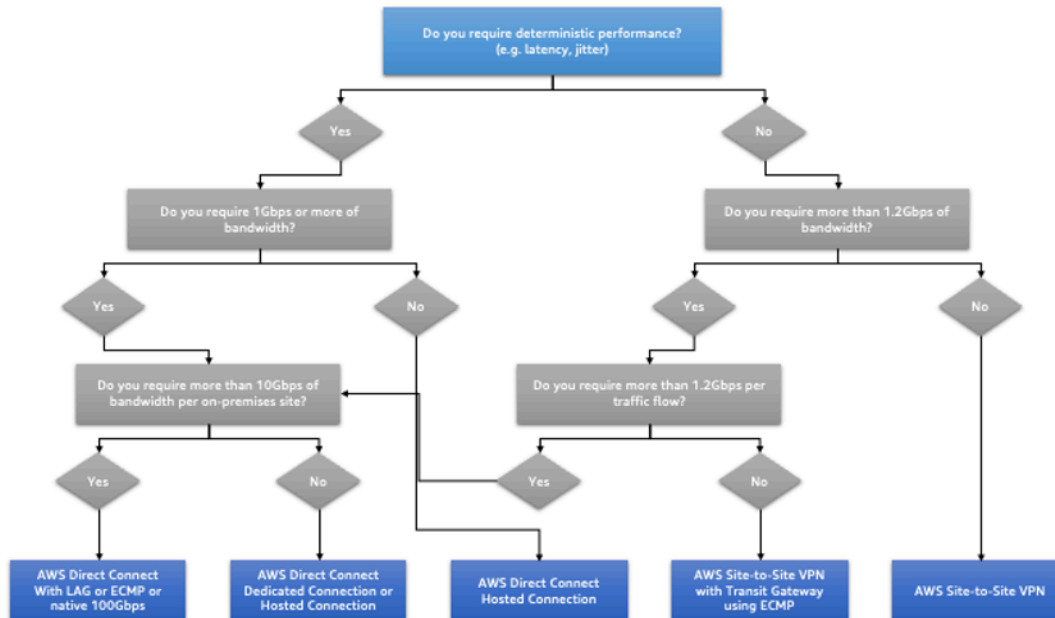 Do you require deterministic performance?
(e.g. latency, jitter)
Yes
No
Do you require 1Gbps or more of
bandwidth?
Do you require more than 1.2Gbps of
bandwidth?
Yes
No
Yes
No
Do you require more than 10Gbps of
bandwidth per on-premises site?
Do you require more than 1.2Gbps per
traffic flow?
Yes
No
Yes
No
AWS Direct Connect
With LAG or ECMP or
native 100Gbps
AWS Direct Connect
Dedicated Connection or
Hosted Connection
AWS Direct Connect
Hosted Connection
AWS Site-to-Site VPN
with Transit Gateway
using ECMP
AWS Site-to-Site VPN